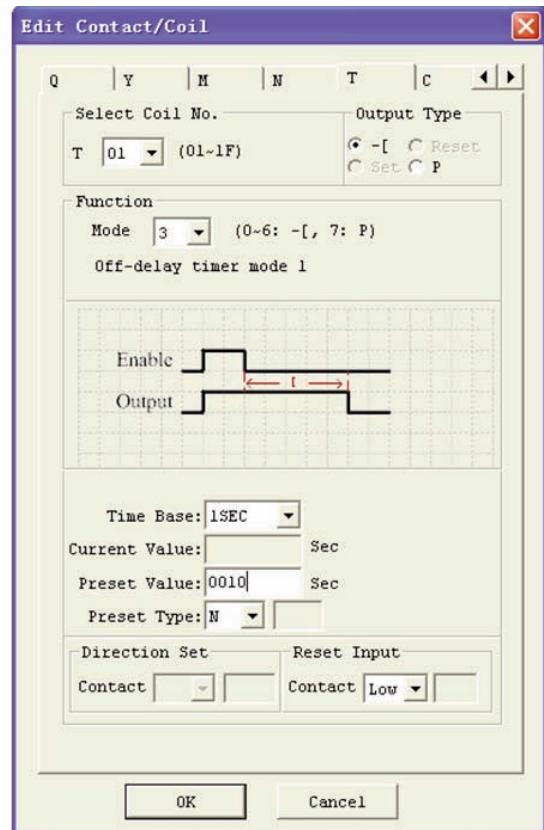 Edit Contact/Coil
Q Y M N T C
Select Coil No. Output Type
T 01 (01~1F) -[ Reset
Set P
Function
Mode 3 (0~6: -[, 7: P)
Off-delay timer mode 1
Enable
t
Output
Time Base: 1SEC
Current Value: Sec
Preset Value: 0010 Sec
Preset Type: N
Direction Set Reset Input
Contact Contact Low
OK Cancel